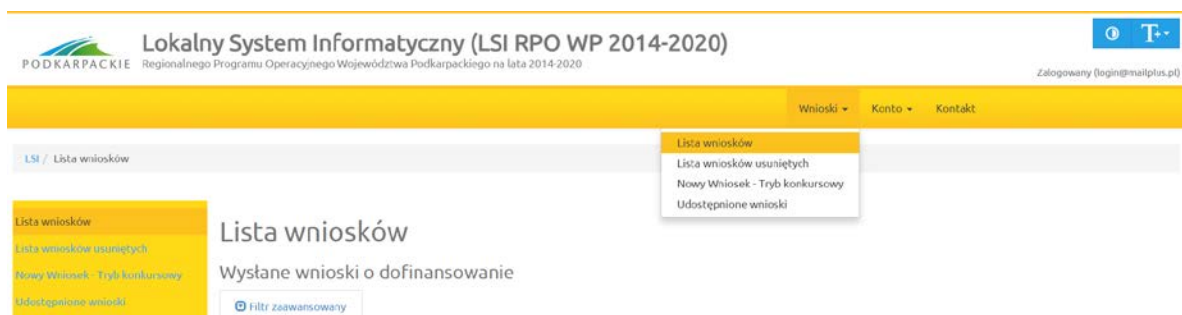 Lokalny System Informatyczny (LSI RPO WP 2014-2020)
PODKARPACKIE
Regionalnego Programu Operacyjnego Województwa Podkarpackiego na lata 2014-2020
T+
Zalogowany (login@mailplus.pl)
Wnioski Konto Kontakt
Lista wniosków
Lista wniosków usuniętych
Nowy Wniosek - Tryb konkursowy
Udostępnione wnioski
LSI / Lista wniosków
Lista wniosków
Lista wniosków usuniętych
Nowy Wniosek - Tryb konkursowy
Udostępnione wnioski
Lista wniosków
Wysłane wnioski o dofinansowanie
Filtr zaawansowany